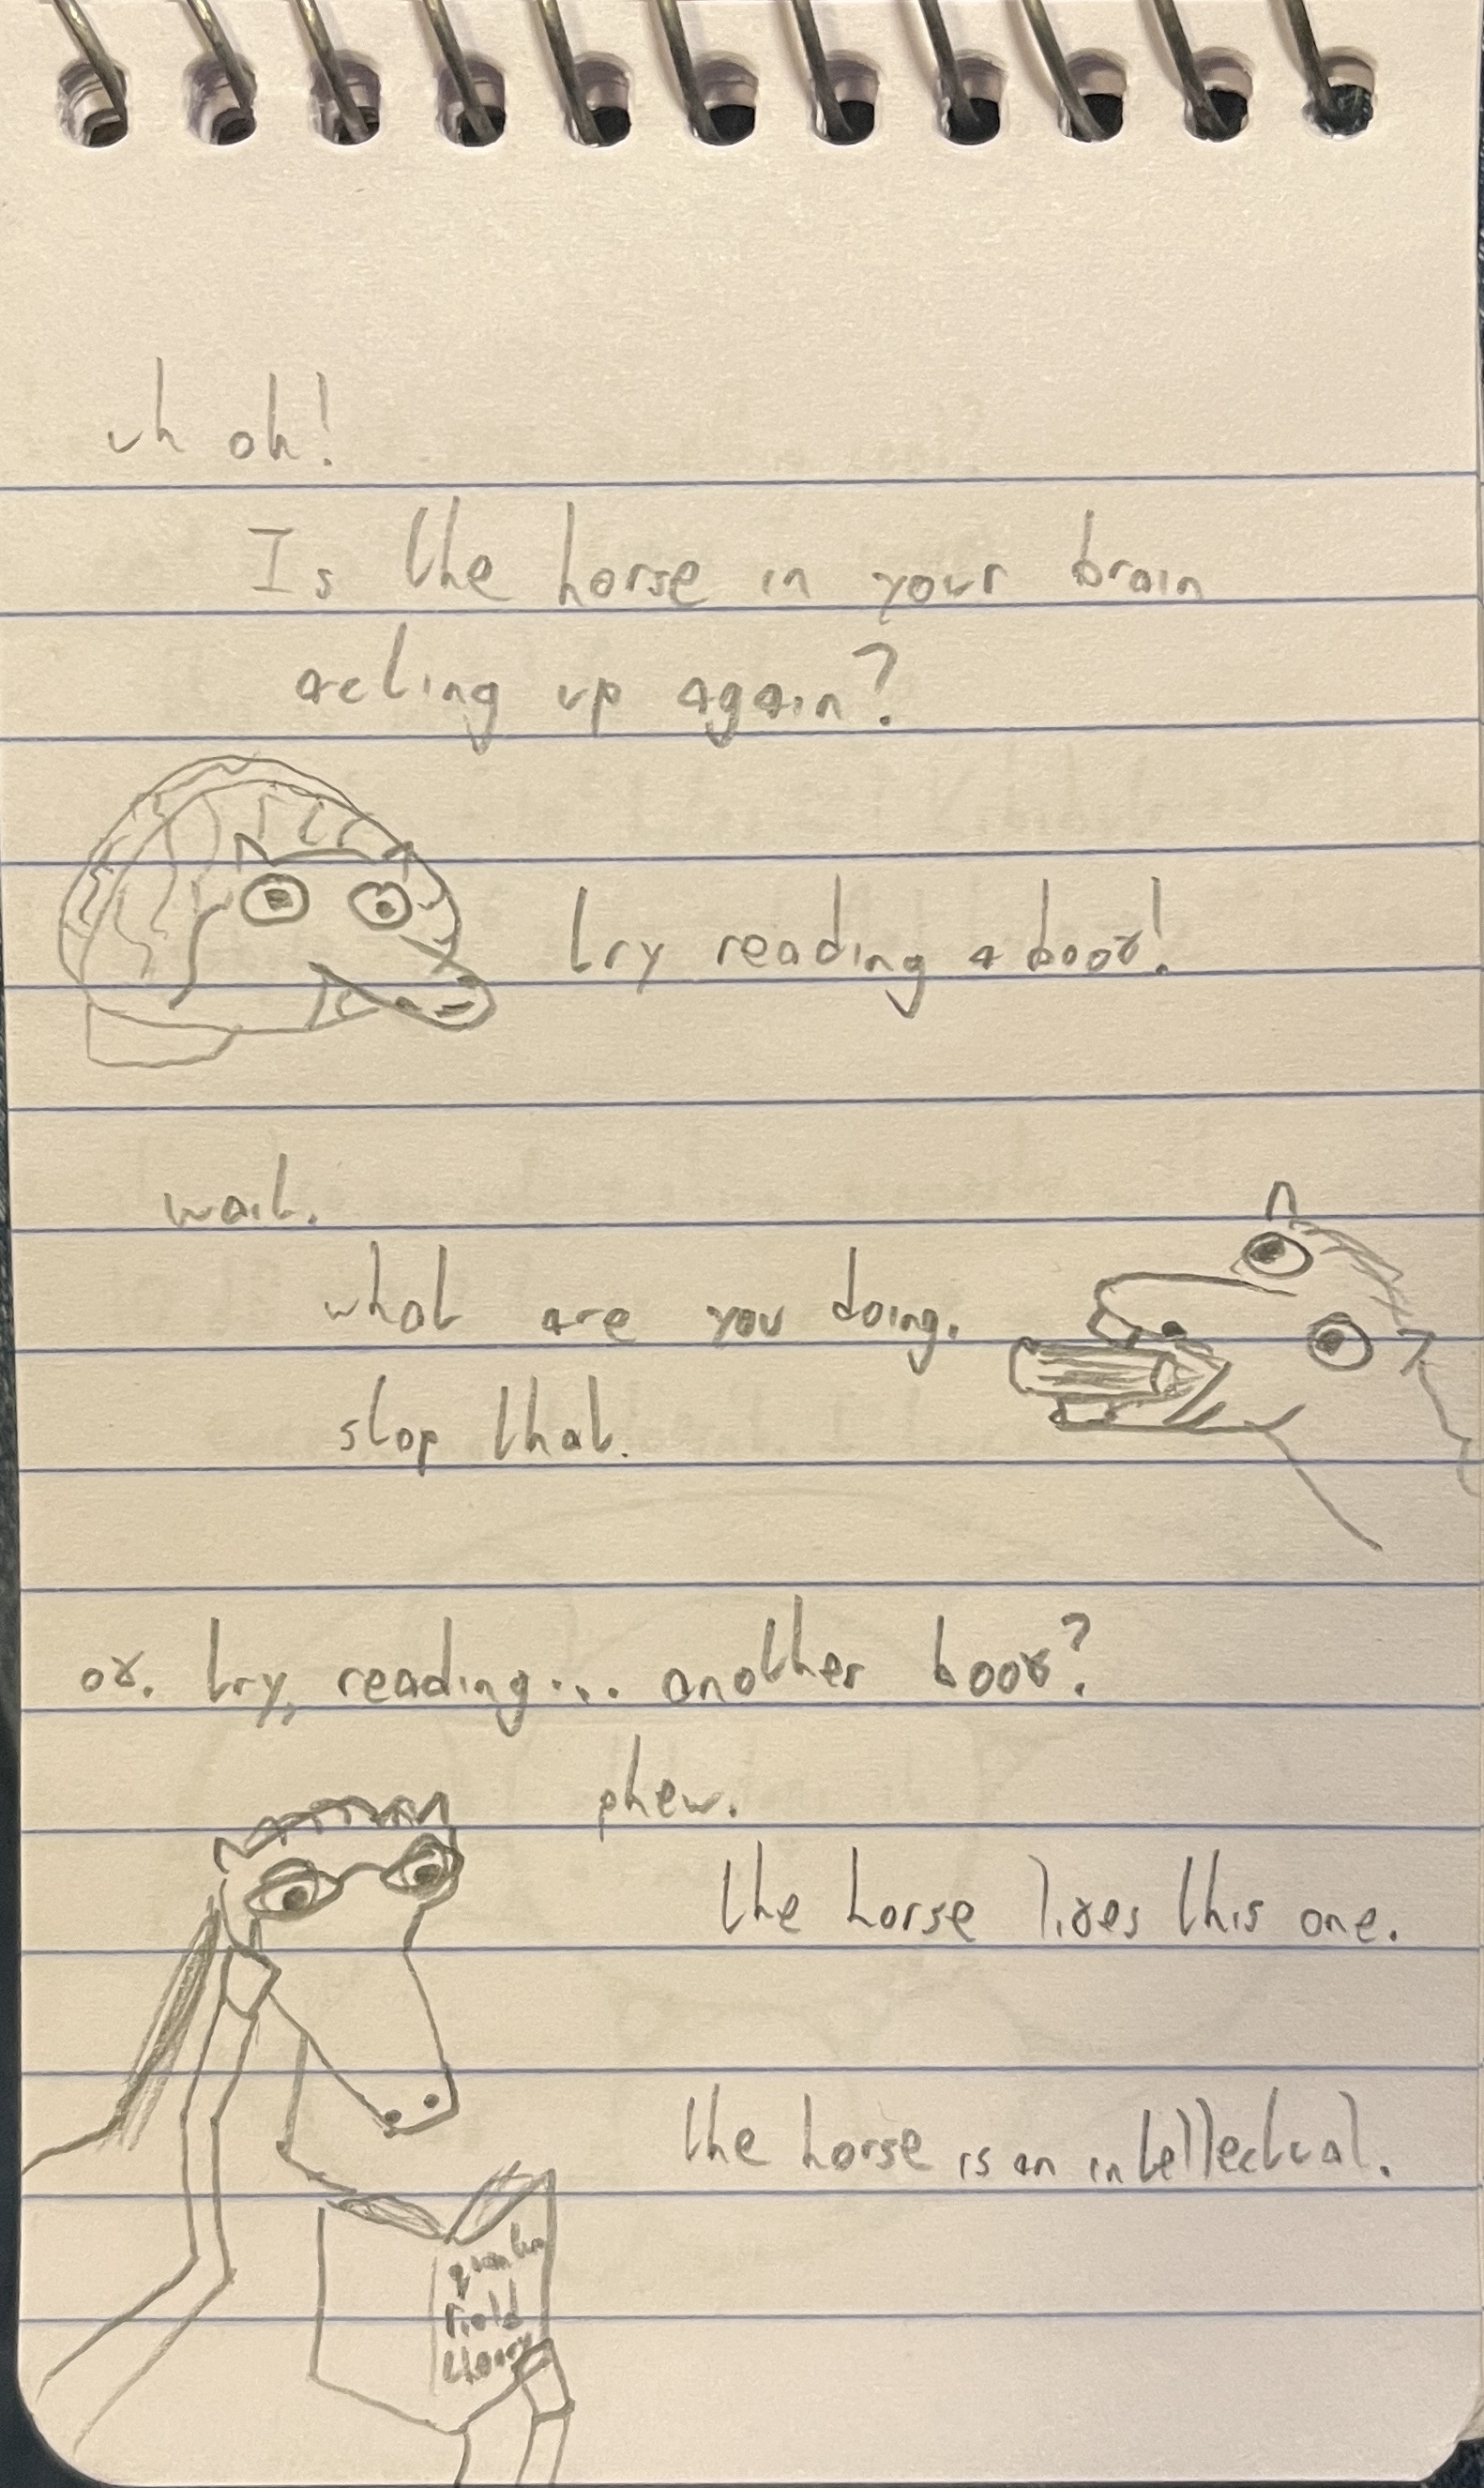 uh oh!
Is the horse in your brain
acting up again?
try reading a book!
wait.
what are you doing.
stop that.
ok. try, reading... another book?
phew.
the horse likes this one.
the horse is an intellectual.
quantum
field
theory